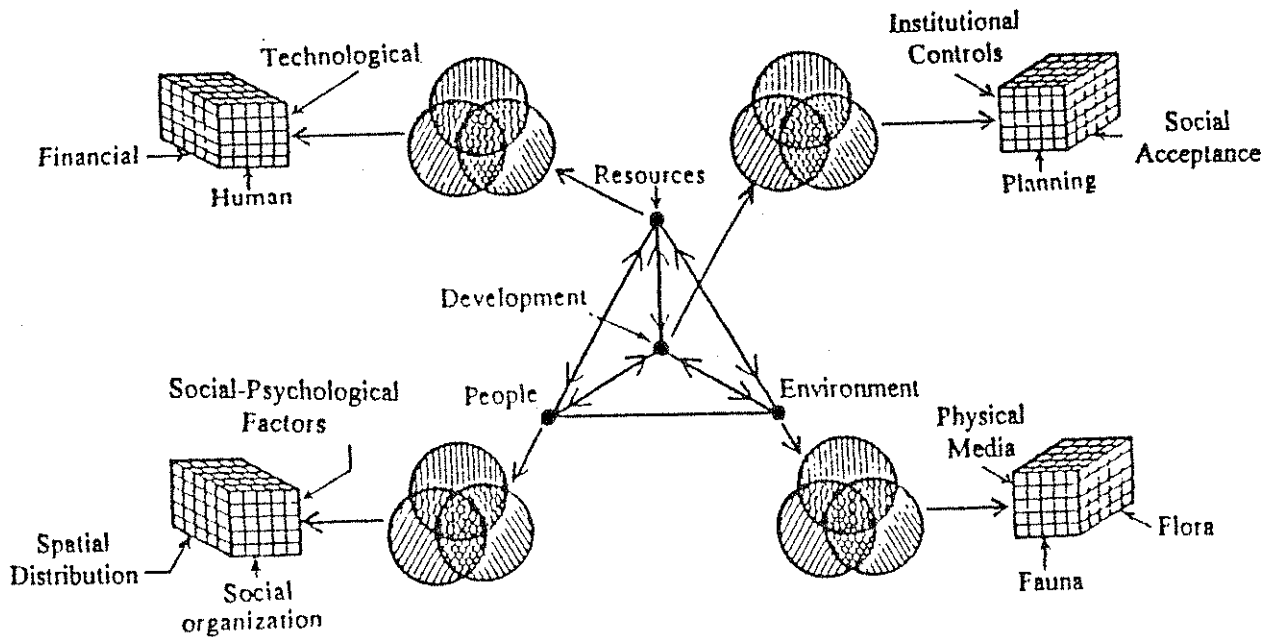 Technological
Financial
Human
Institutional
Controls
Social
Acceptance
Planning
Resources
Development
People
Environment
Social-Psychological
Factors
Spatial
Distribution
Social
organization
Physical
Media
Flora
Fauna